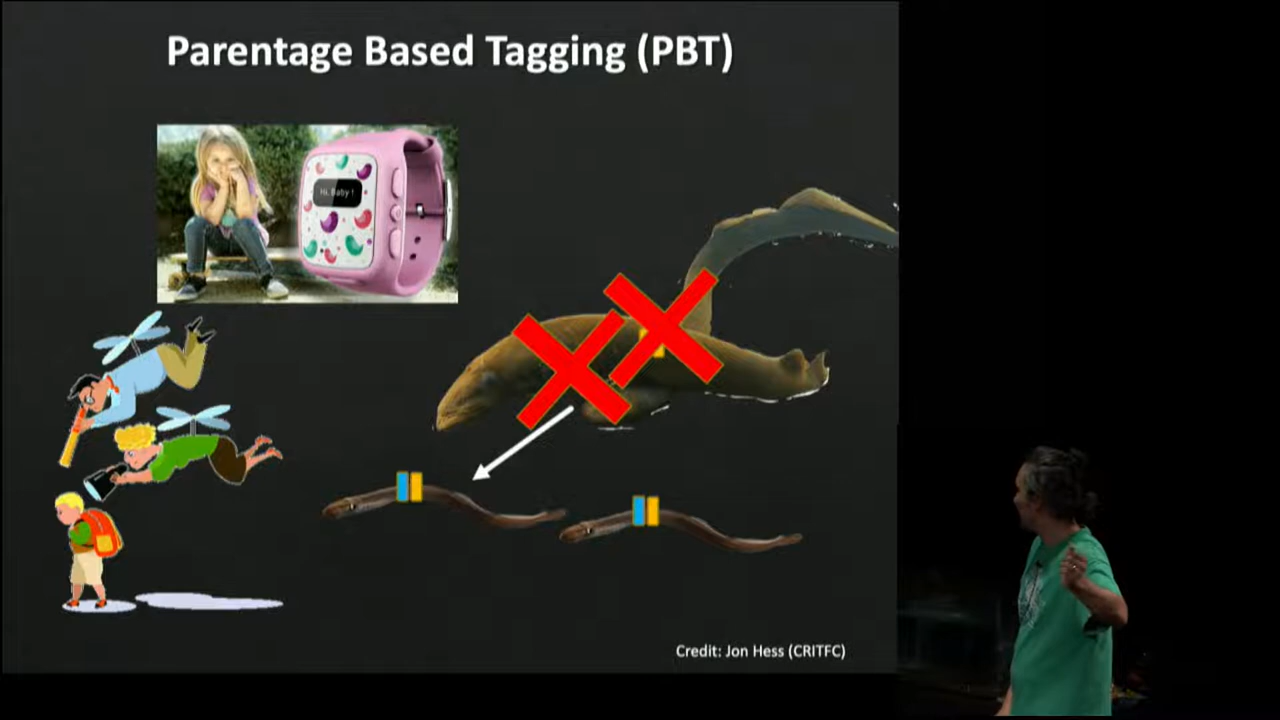 Parentage Based Tagging (PBT)
Hi, Baby !
Credit: Jon Hess (CRITFC)